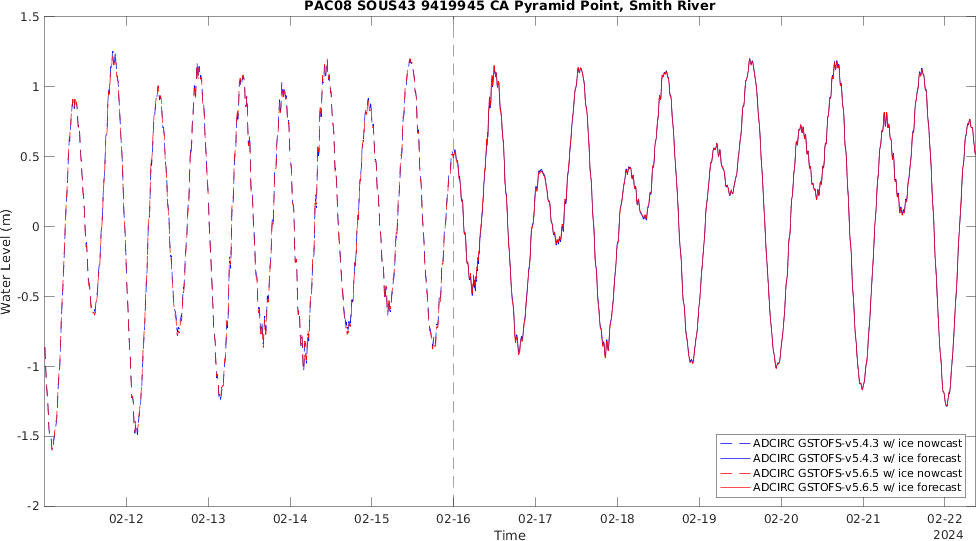 PAC08 SOUS43 9419945 CA Pyramid Point, Smith River
1.5
1
0.5
0
-0.5
-1
-1.5
-2
Water Level (m)
02-12 02-13 02-14 02-15 02-16 02-17 02-18 02-19 02-20 02-21 02-22
2024
Time
ADCIRC GSTOFS-v5.4.3 w/ ice nowcast
ADCIRC GSTOFS-v5.4.3 w/ ice forecast
ADCIRC GSTOFS-v5.6.5 w/ ice nowcast
ADCIRC GSTOFS-v5.6.5 w/ ice forecast